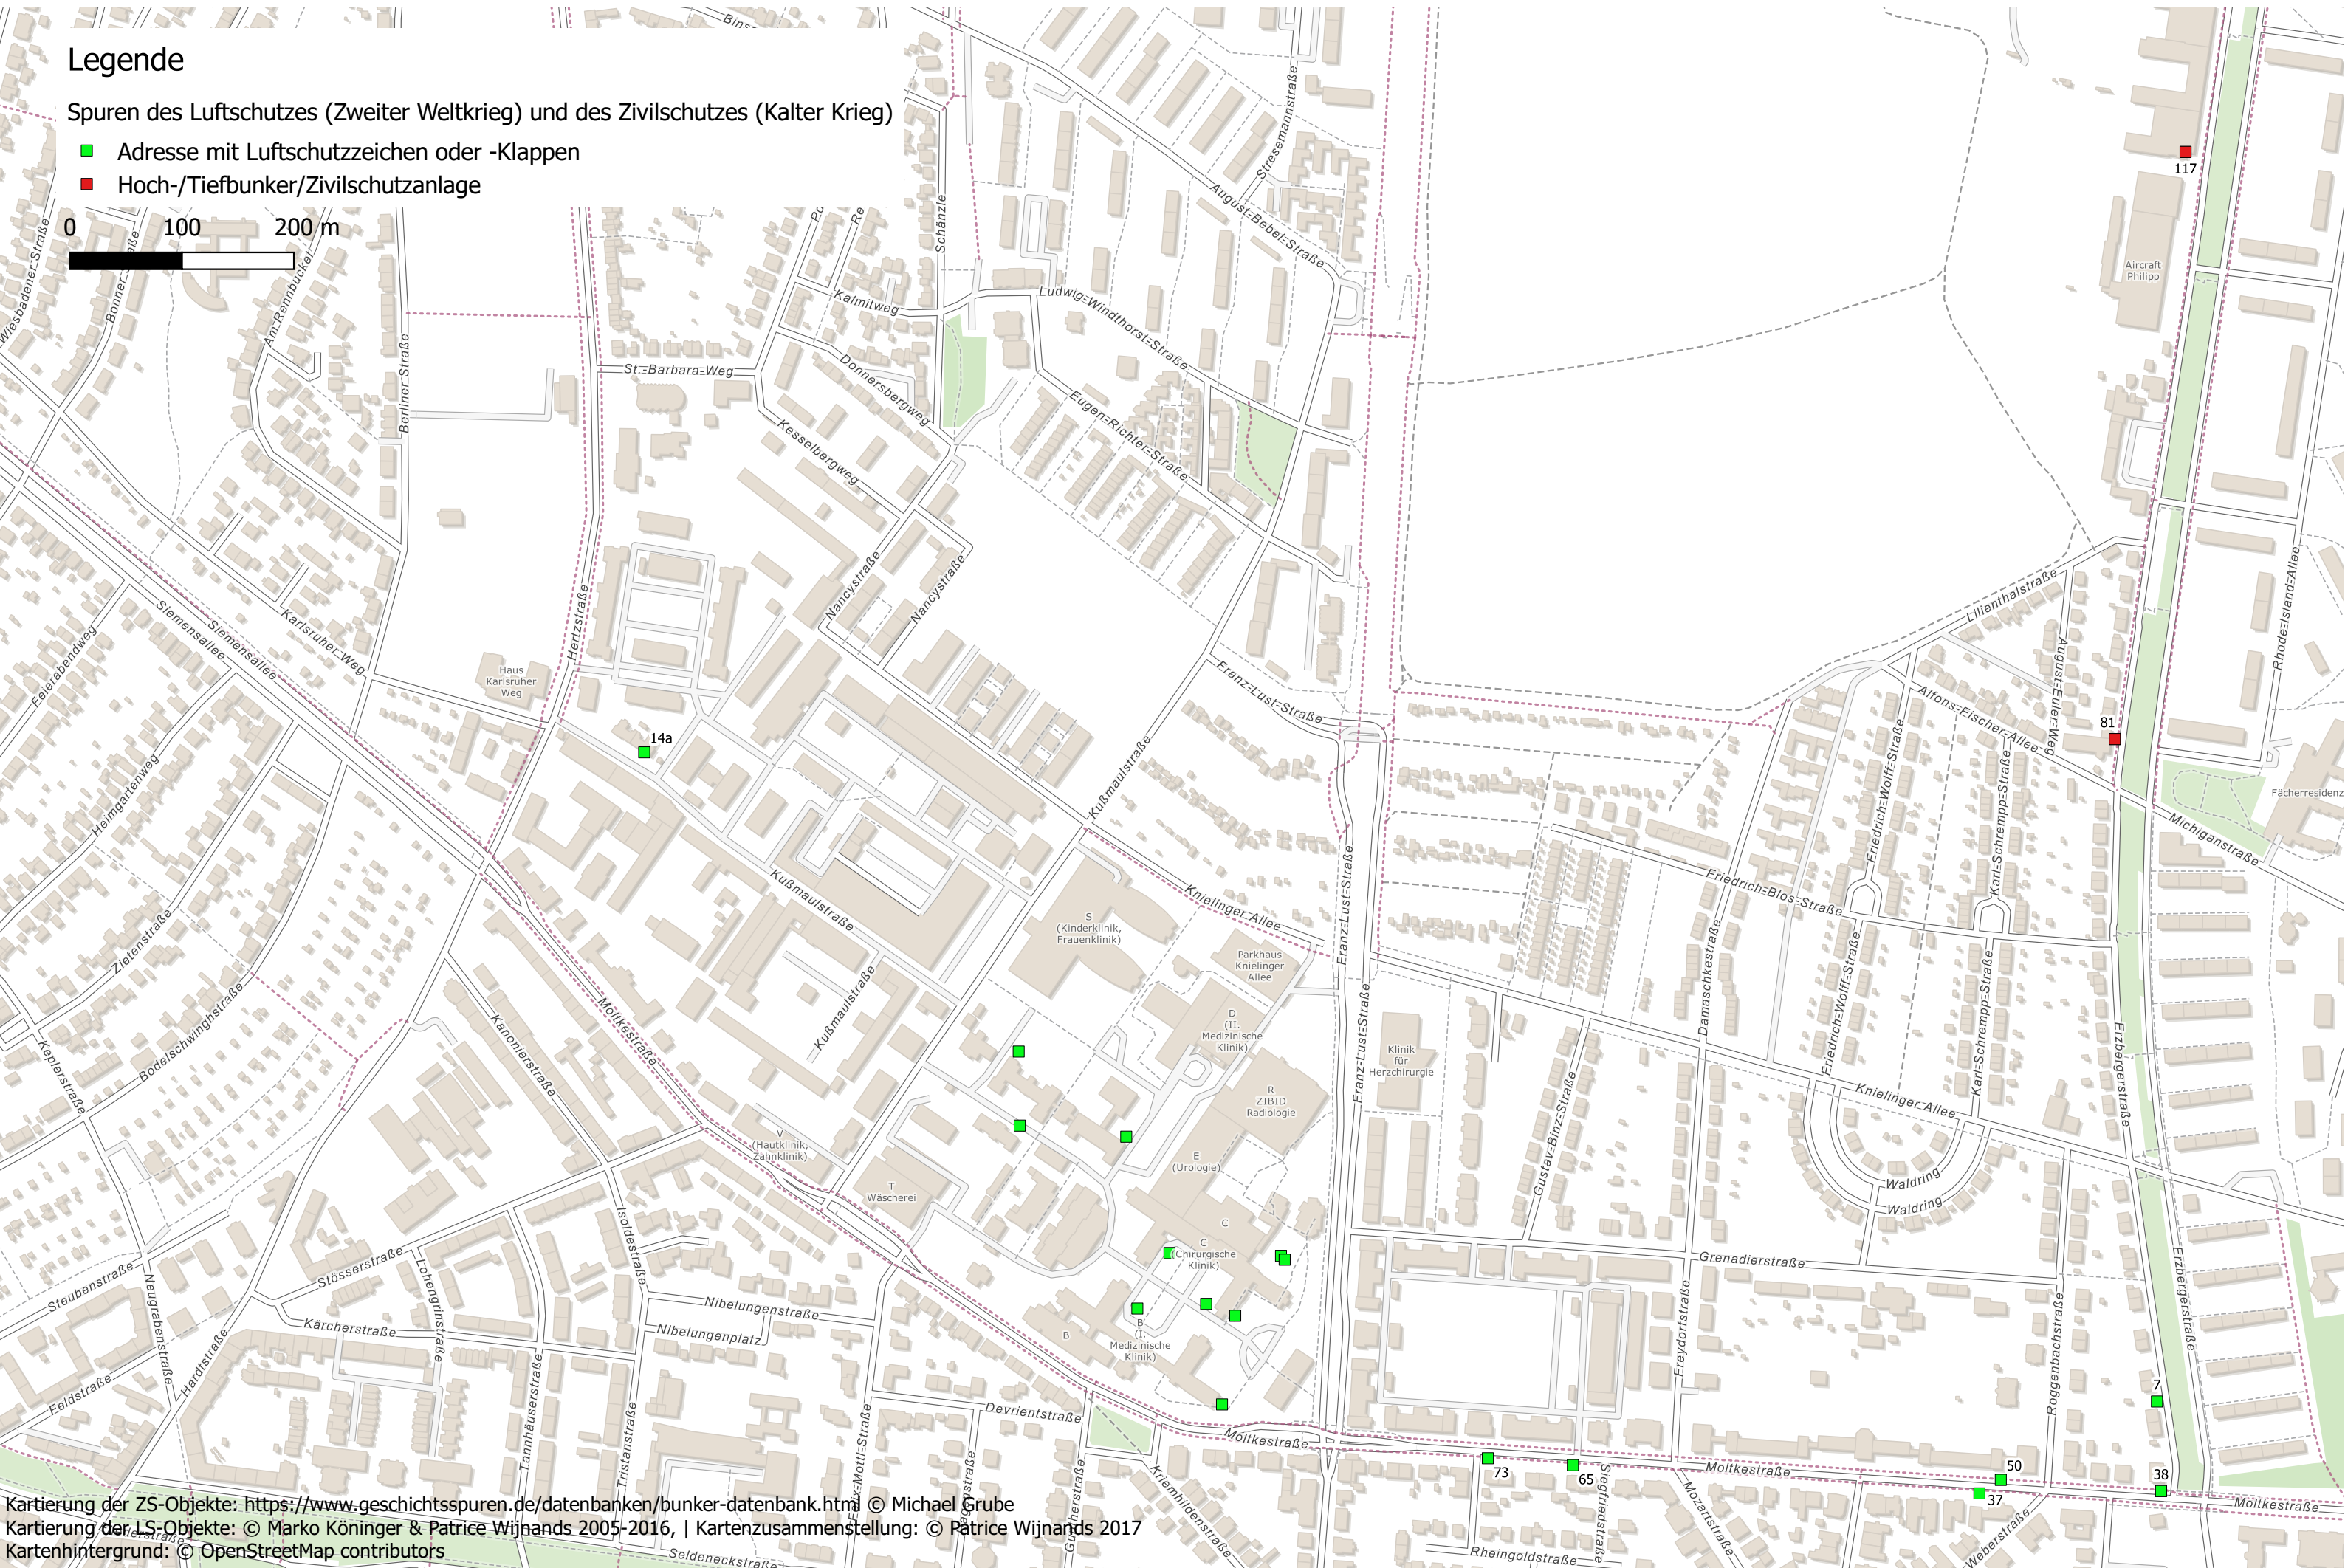 Legende
Spuren des Luftschutzes (Zweiter Weltkrieg) und des Zivilschutzes (Kalter Krieg)
Adresse mit Luftschutzzeichen oder -Klappen
Hoch-/Tiefbunker/Zivilschutzanlage
0 100 200 m
117
Stresemannstraße
August-Bebel-Straße
Schänzle
Wiesbadener Straße
Am Rennbuckel
Aircraft
Philipp
Kalmitweg
Ludwig-Windthorst-Straße
Berliner Straße
St.-Barbara-Weg
Donnersbergweg
Eugen-Richter-Straße
Kesselbergweg
Nancystraße
Nancystraße
Lilienthalstraße
Rhode-Island-Allee
Hertzstraße
Siemensallee
Siemensallee
Karlsruher Weg
Feierabendweg
Haus
Karlsruher
Weg
Franz-Lust-Straße
August-Euler-Weg
Alfons-Fischer-Allee
81
14a
Kußmaulstraße
Heimgartenweg
Friedrich-Wolff-Straße
Karl-Schrempp-Straße
Fächerresidenz
Michiganstraße
Kußmaulstraße
Knielinger Allee
Franz-Lust-Straße
Friedrich-Blos-Straße
S
(Kinderklinik,
Frauenklinik)
Zietenstraße
Parkhaus
Knielinger
Allee
Damaschkestraße
Friedrich-Wolff-Straße
Karl-Schrempp-Straße
Moltkestraße
Kußmaulstraße
Kanonierstraße
Bodelschwinghstraße
Keplerstraße
D
(II.
Medizinische
Klinik)
Franz-Lust-Straße
Klinik
für
Herzchirurgie
Erzbergerstraße
R
ZIBID
Radiologie
Gustav-Binz-Straße
Knielinger Allee
V
(Hautklinik,
Zahnklinik)
E
(Urologie)
T
Wäscherei
Waldring
Waldring
C
C
(Chirurgische
Klinik)
Isoldestraße
Stösserstraße
Lohengrinstraße
Steubenstraße
Neugrabenstraße
Grenadierstraße
Erzbergerstraße
Nibelungenstraße
Nibelungenplatz
Kärcherstraße
Hardtstraße
B
B
(I.
Medizinische
Klinik)
Freydorfstraße
Roggenbachstraße
Feldstraße
Tannhäuserstraße
Tristanstraße
Felix-Mottl-Straße
Devrientstraße
7
Moltkestraße
Moltkestraße
73
65
50
37
38
Moltkestraße
Kriemhildenstraße
Siegfriedstraße
Mozartstraße
Weberstraße
Rheingoldstraße
Seldeneckstraße
Kartierung der ZS-Objekte: https://www.geschichtsspuren.de/datenbanken/bunker-datenbank.html © Michael Grube
Kartierung der LS-Objekte: © Marko Köninger & Patrice Wijnands 2005-2016, | Kartenzusammenstellung: © Patrice Wijnands 2017
Kartenhintergrund: © OpenStreetMap contributors